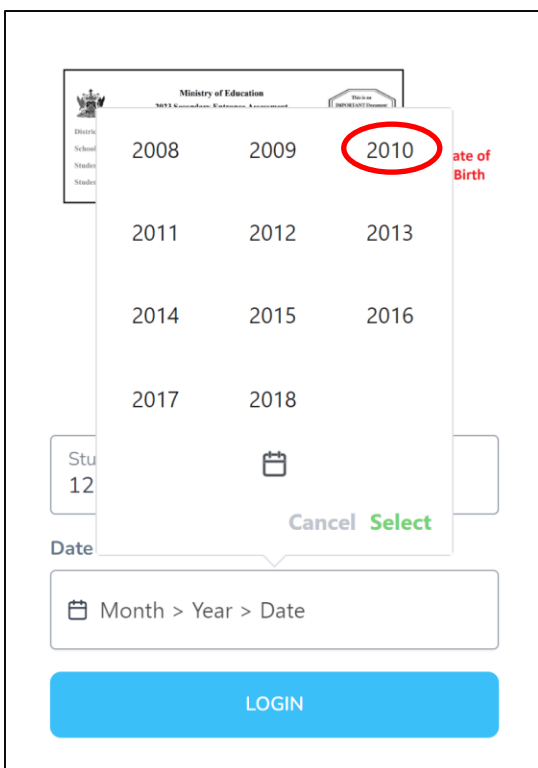 Ministry of Education
2023 Secondary Entrance Assessment
This is an
IMPORTANT Document
2008 2009 2010
ate of
Birth
2011 2012 2013
2014 2015 2016
2017 2018
Stu
12
Cancel Select
Date
Month > Year > Date
LOGIN